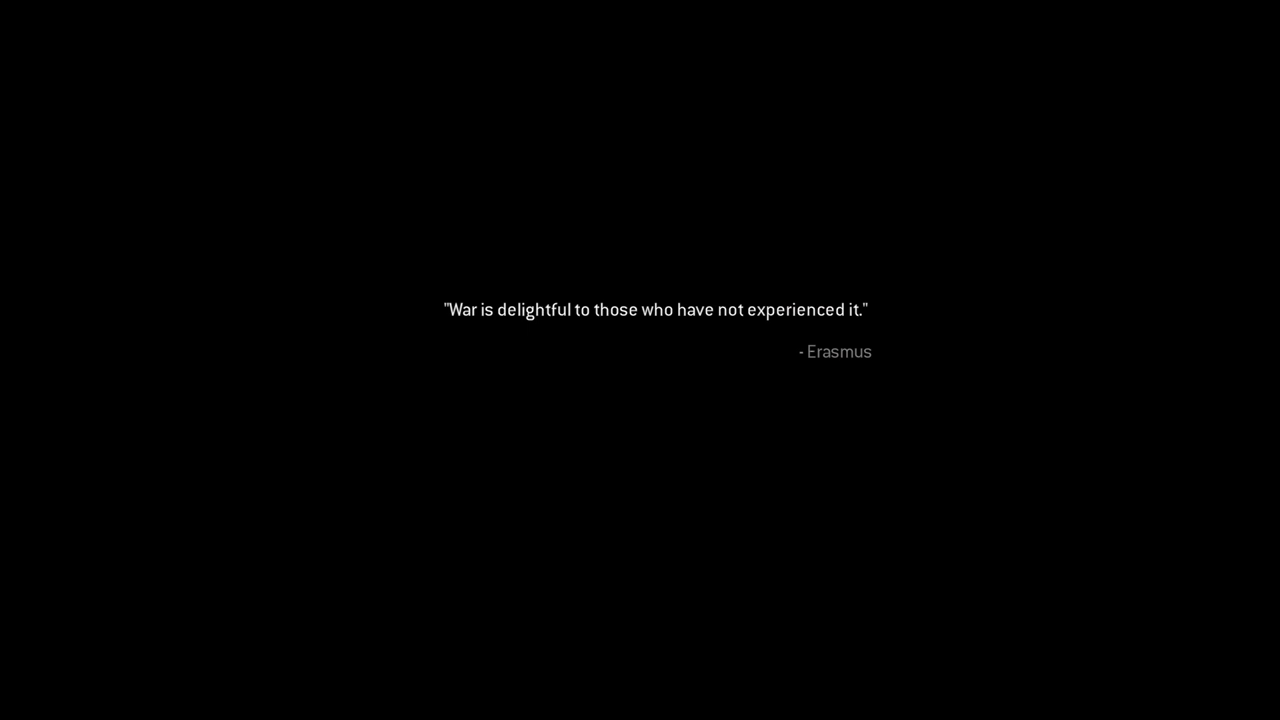 "War is delightful to those who have not experienced it."
- Erasmus